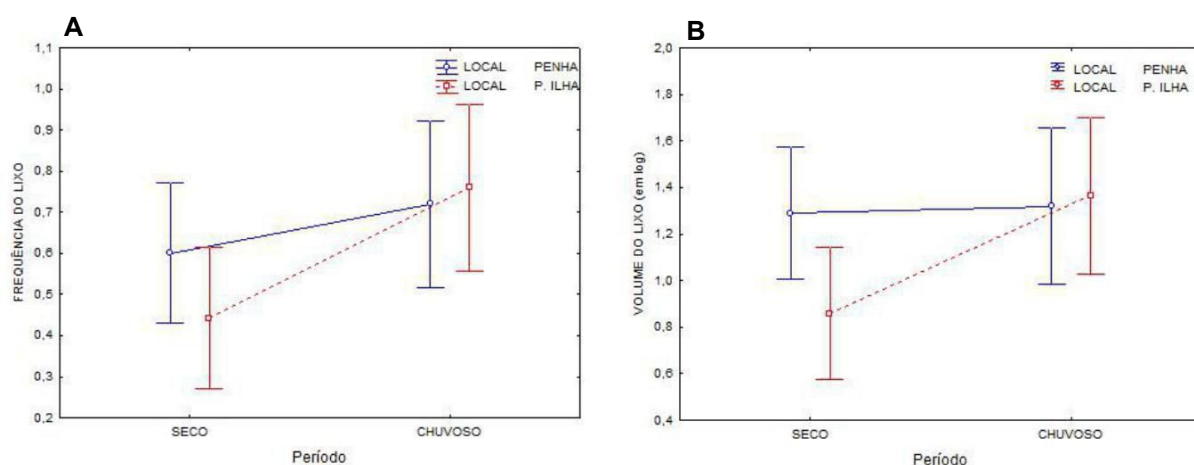 A
1,1
1,0
0,9
0,8
0,7
0,6
0,5
0,4
0,3
0,2
FREQUÊNCIA DO LIXO
LOCAL PENHA
LOCAL P. ILHA
SECO CHUVOSO
Período
B
2,0
1,8
1,6
1,4
1,2
1,0
0,8
0,6
0,4
VOLUME DO LIXO (em log)
LOCAL PENHA
LOCAL P. ILHA
SECO CHUVOSO
Período